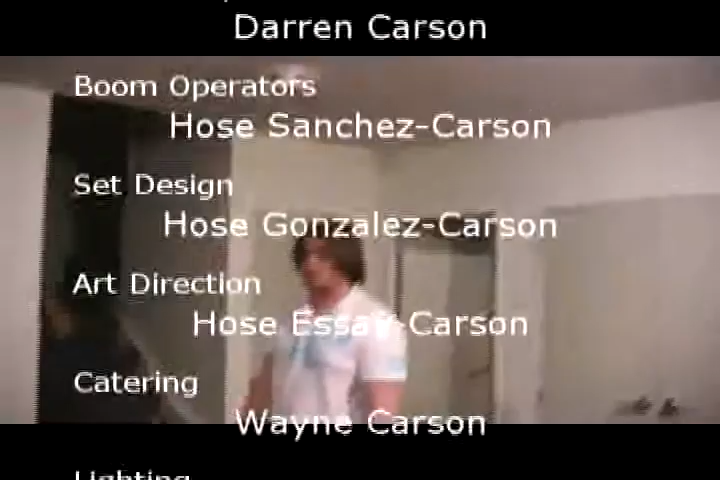 Darren Carson
Boom Operators
Hose Sanchez-Carson
Set Design
Hose Gonzalez-Carson
Art Direction
Hose Essay-Carson
Catering
Wayne Carson
Lighting